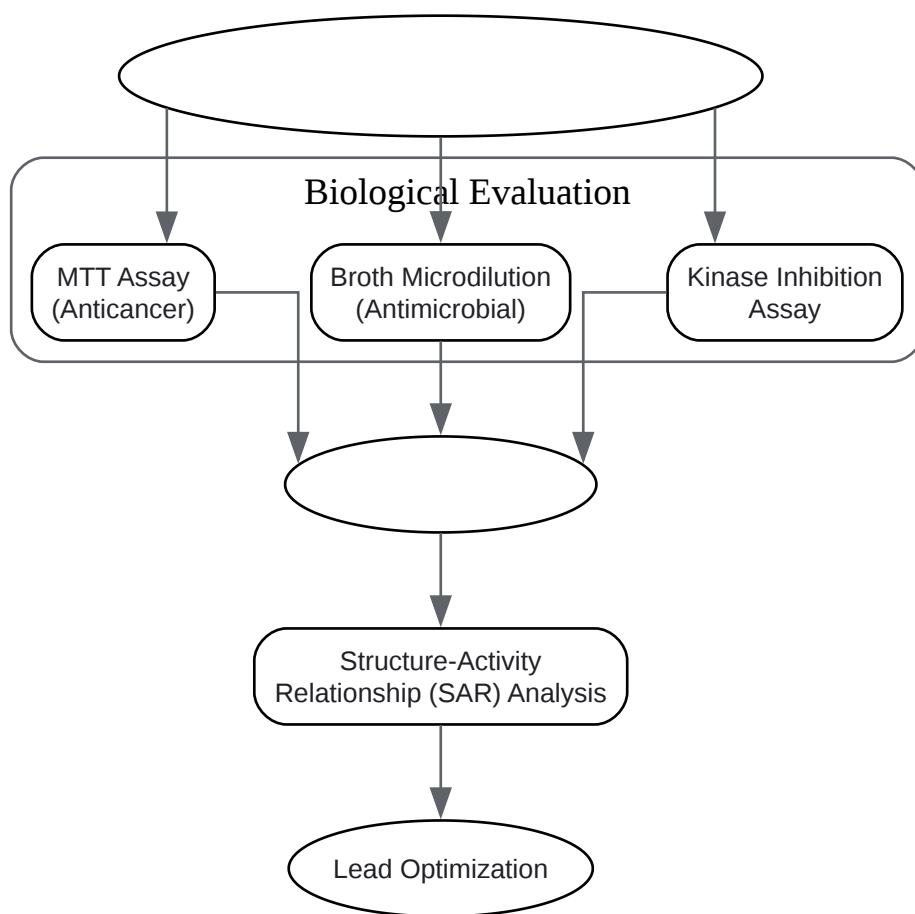 Biological Evaluation
MTT Assay
(Anticancer)
Broth Microdilution
(Antimicrobial)
Kinase Inhibition
Assay
Structure-Activity
Relationship (SAR) Analysis
Lead Optimization